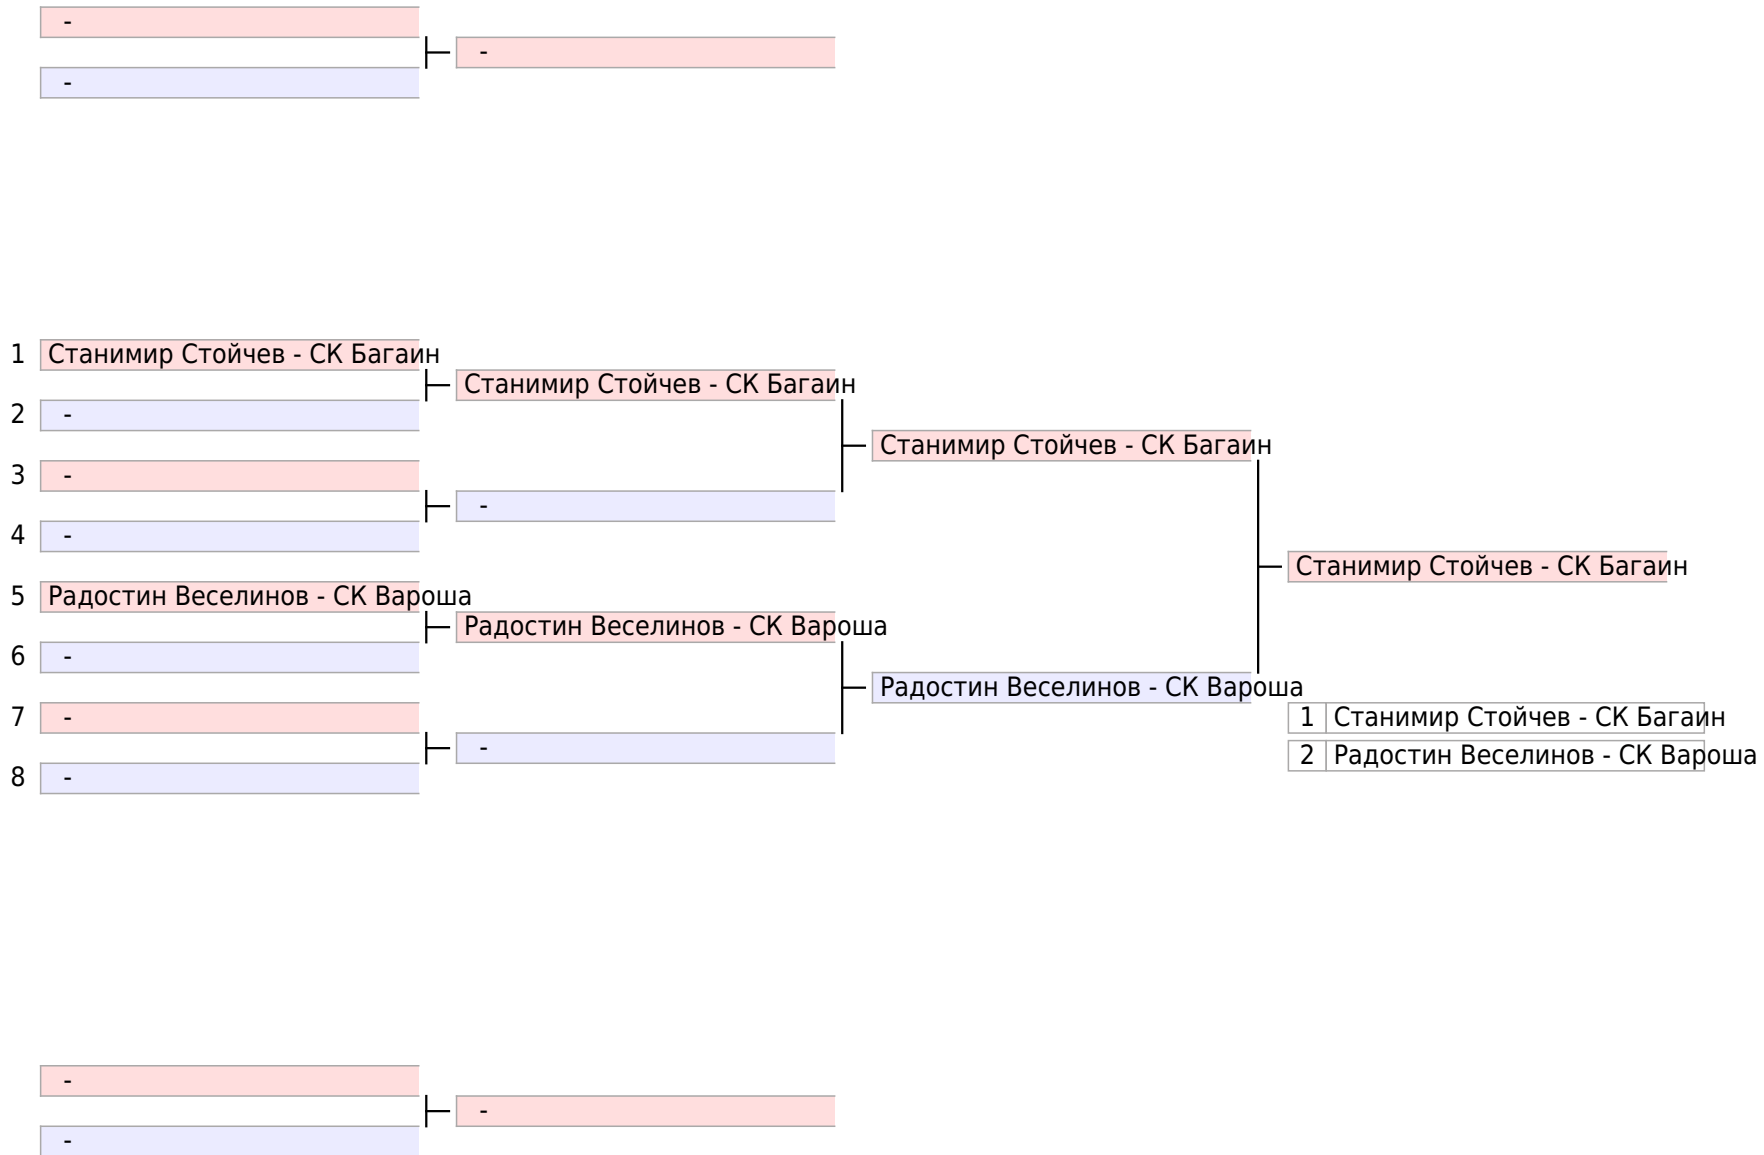 -
-
-
1 Станимир Стойчев - СК Багаин
Станимир Стойчев - СК Багаин
2 -
Станимир Стойчев - СК Багаин
3 -
-
4 -
Станимир Стойчев - СК Багаин
5 Радостин Веселинов - СК Вароша
Радостин Веселинов - СК Вароша
6 -
Радостин Веселинов - СК Вароша
7 -
1 Станимир Стойчев - СК Багаин
-
2 Радостин Веселинов - СК Вароша
8 -
-
-
-